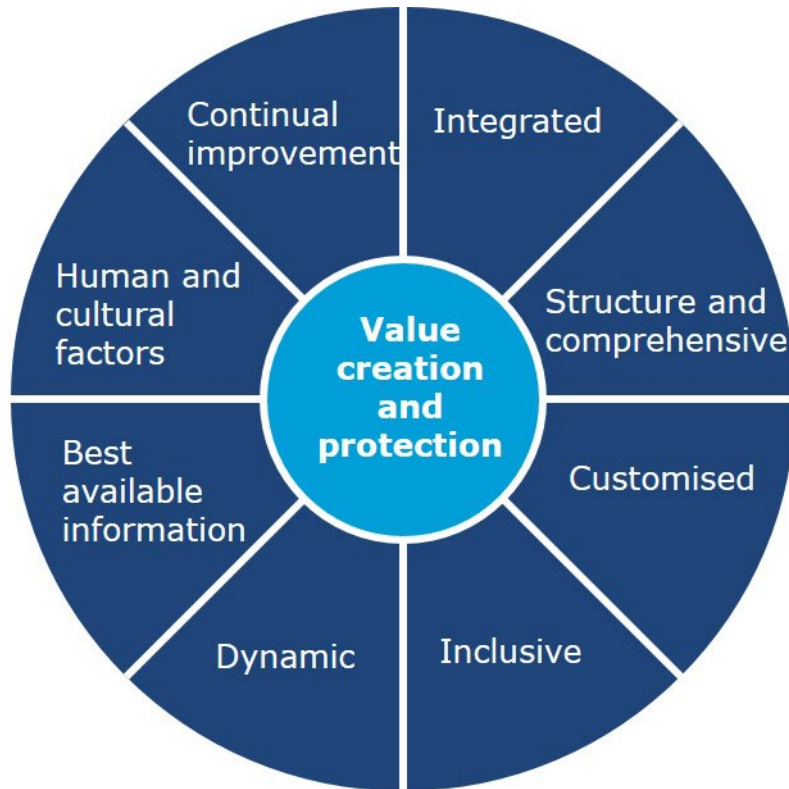 Continual
improvement
Integrated
Human and
cultural
factors
Structure and
comprehensive
Value
creation
and
protection
Best
available
information
Customised
Dynamic
Inclusive